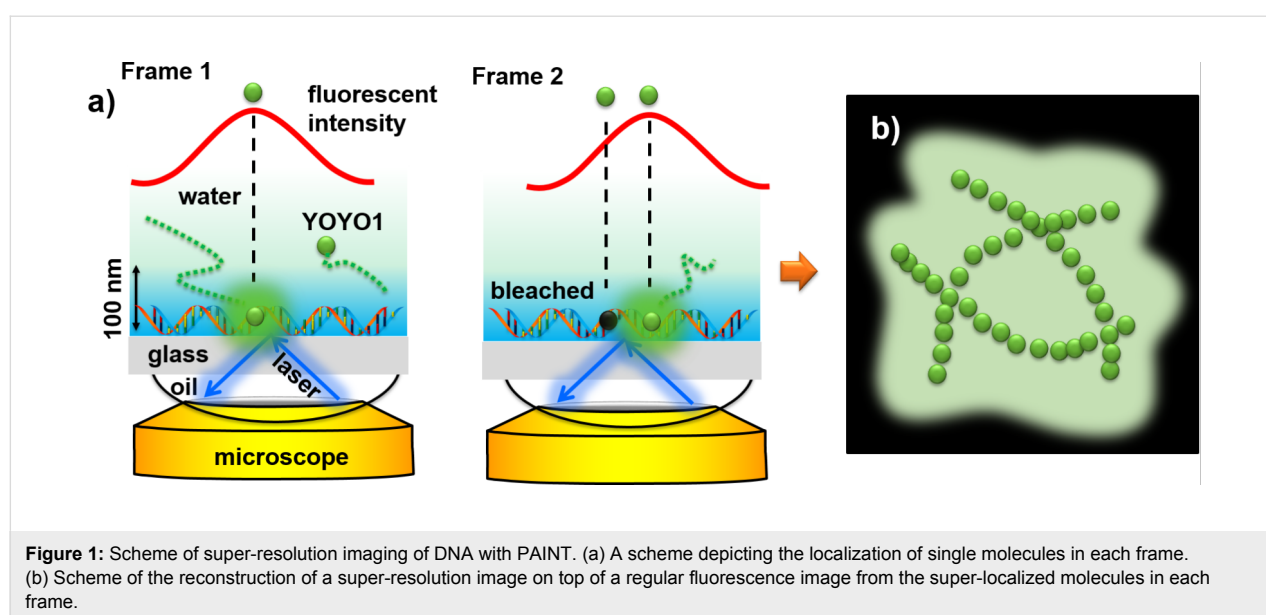 Frame 1
a)
fluorescent
intensity
water
YOYO1
100 nm
glass
oil
laser
microscope
Frame 2
bleached
b)
Figure 1: Scheme of super-resolution imaging of DNA with PAINT. (a) A scheme depicting the localization of single molecules in each frame.
(b) Scheme of the reconstruction of a super-resolution image on top of a regular fluorescence image from the super-localized molecules in each
frame.